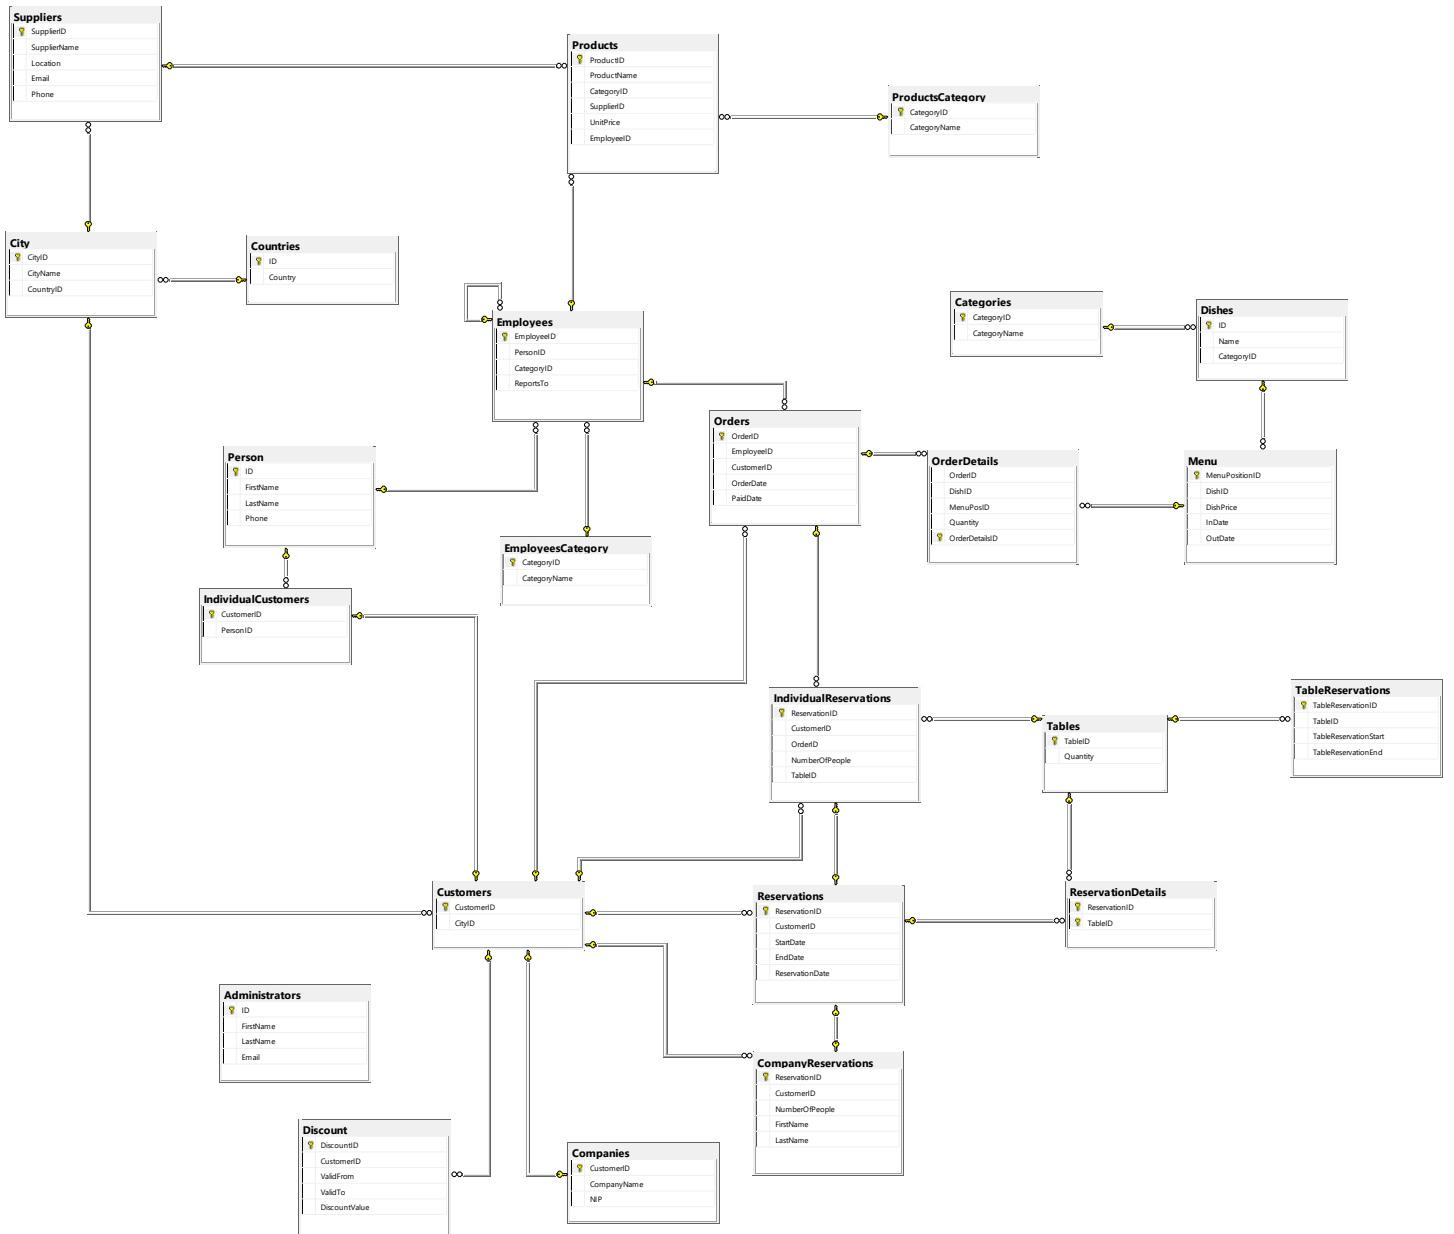 Suppliers
SupplierID
SupplierName
Location
Email
Phone
Products
ProductID
ProductName
CategoryID
SupplierID
UnitPrice
EmployeeID
ProductsCategory
CategoryID
CategoryName
City
CityID
CityName
CountryID
Countries
ID
Country
Employees
EmployeeID
PersonID
CategoryID
ReportsTo
Categories
CategoryID
CategoryName
Dishes
ID
Name
CategoryID
Orders
OrderID
EmployeeID
CustomerID
OrderDate
PaidDate
OrderDetails
OrderID
DishID
MenuPosID
Quantity
OrderDetailsID
Menu
MenuPositionID
DishID
DishPrice
InDate
OutDate
Person
ID
FirstName
LastName
Phone
EmployeesCategory
CategoryID
CategoryName
IndividualCustomers
CustomerID
PersonID
IndividualReservations
ReservationID
CustomerID
OrderID
NumberOfPeople
TableID
Tables
TableID
Quantity
TableReservations
TableReservationID
TableID
TableReservationStart
TableReservationEnd
Customers
CustomerID
CityID
Reservations
ReservationID
CustomerID
StartDate
EndDate
ReservationDate
ReservationDetails
ReservationID
TableID
Administrators
ID
FirstName
LastName
Email
CompanyReservations
ReservationID
CustomerID
NumberOfPeople
FirstName
LastName
Discount
DiscountID
CustomerID
ValidFrom
ValidTo
DiscountValue
Companies
CustomerID
CompanyName
NIP